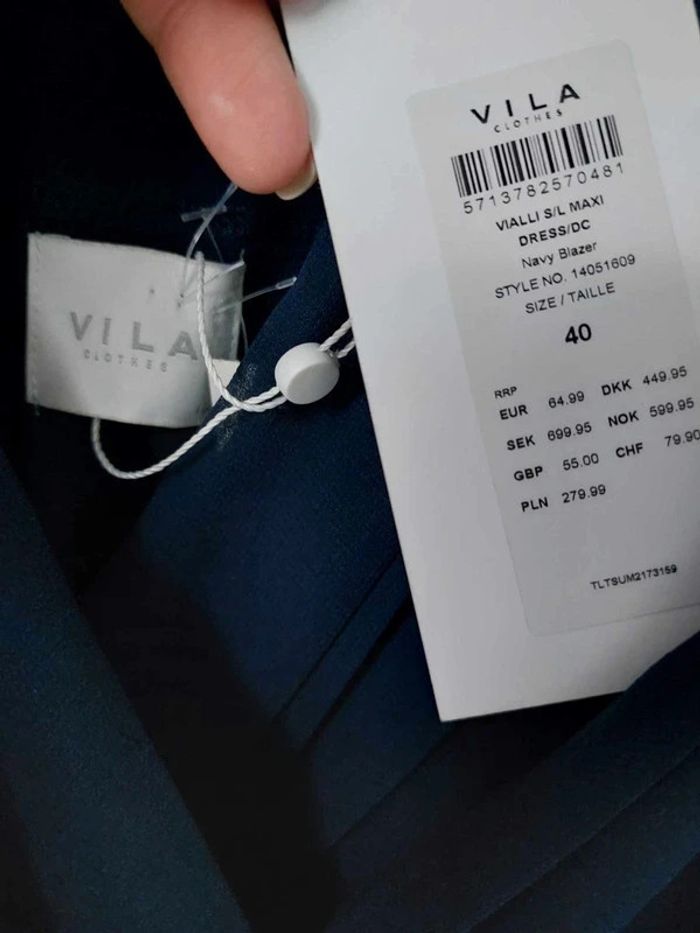 VILA
CLOTHES
VILA
CLOTHES
5713782570481
VIALLI S/L MAXI
DRESS/DC
Navy Blazer
STYLE NO. 14051609
SIZE / TAILLE
40
RRP
EUR 64.99 DKK 449.95
SEK 699.95 NOK 599.95
GBP 55.00 CHF 79.90
PLN 279.99
TLTSUM2173159